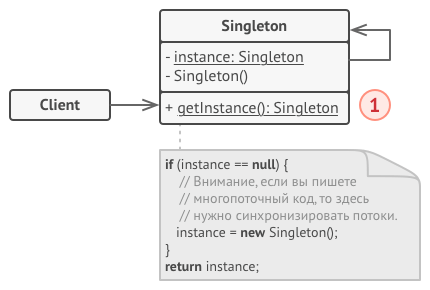 Singleton
- instance: Singleton
- Singleton()
Client
+ getInstance(): Singleton
1
if (instance == null) {
// Внимание, если вы пишете
// многопоточный код, то здесь
// нужно синхронизировать потоки.
instance = new Singleton();
}
return instance;